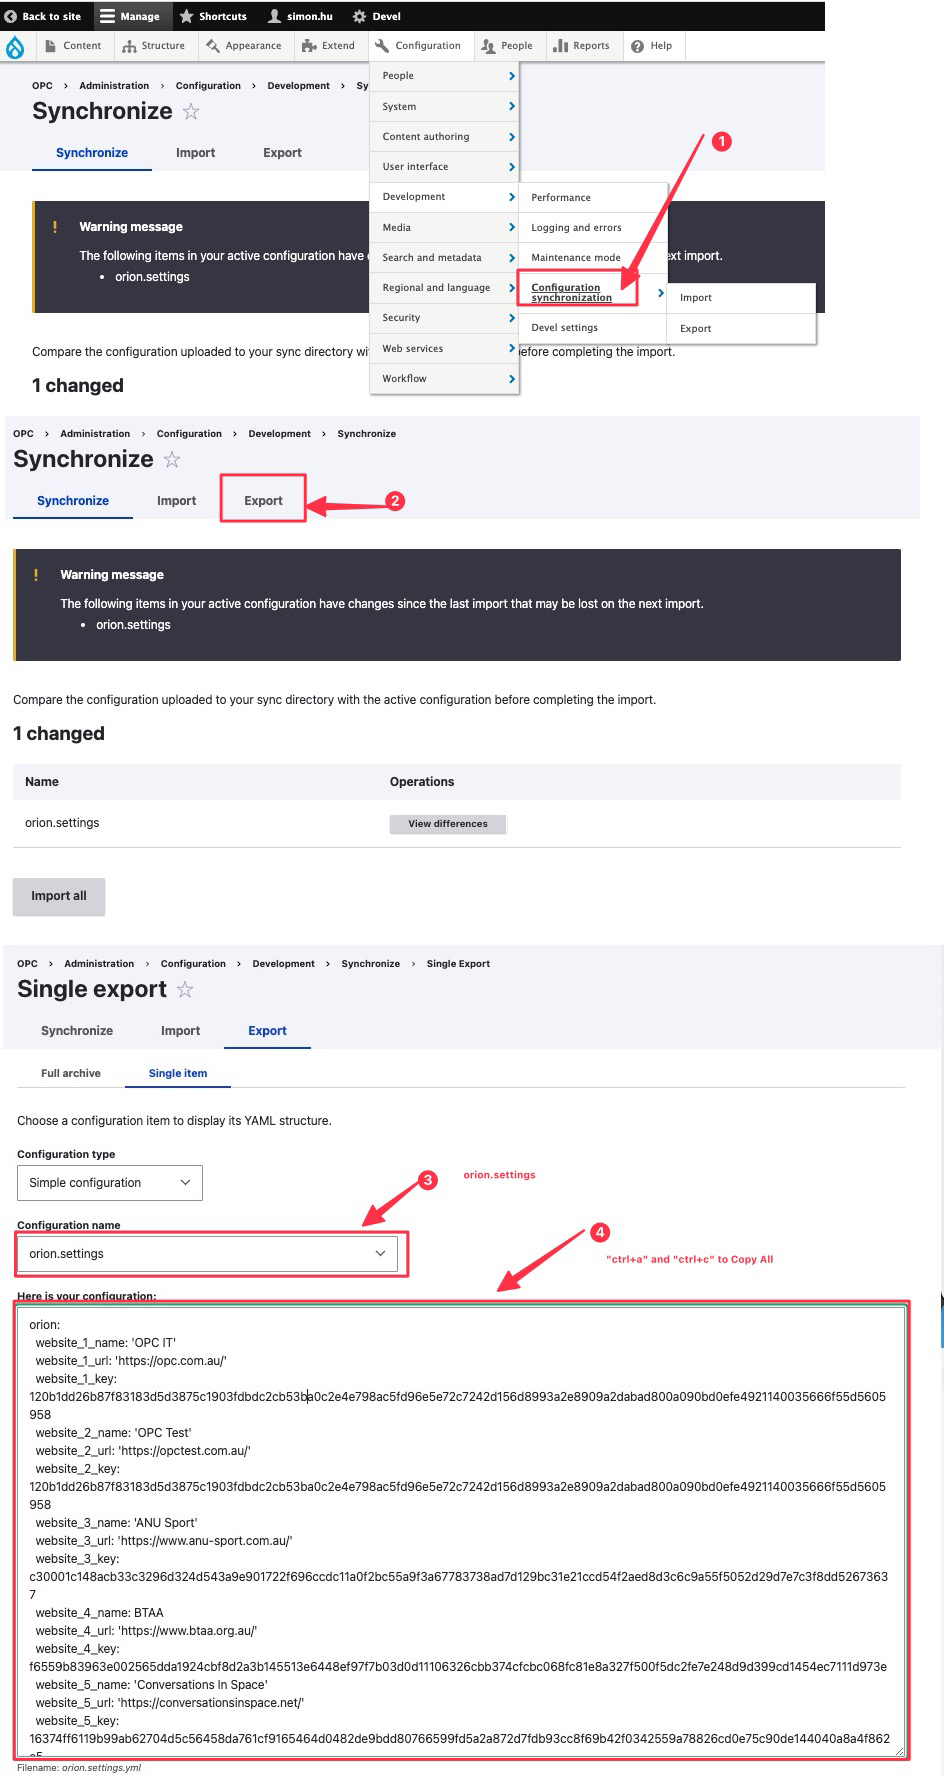 Back to site Manage Shortcuts simon.hu Devel
Content Structure Appearance Extend Configuration People Reports Help
OPC > Administration > Configuration > Development > Sy
Synchronize
Synchronize Import Export
People
System
Content authoring
User interface
Development
Media
Search and metadata
Regional and language
Security
Web services
Workflow
Performance
Logging and errors
Maintenance mode
Configuration
synchronization
Devel settings
Import
Export
1
! Warning message
The following items in your active configuration have ext import.
• orion.settings
Compare the configuration uploaded to your sync directory wi efore completing the import.
1 changed
OPC > Administration > Configuration > Development > Synchronize
Synchronize
Synchronize Import Export
2
! Warning message
The following items in your active configuration have changes since the last import that may be lost on the next import.
• orion.settings
Compare the configuration uploaded to your sync directory with the active configuration before completing the import.
1 changed
Name Operations
orion.settings View differences
Import all
OPC > Administration > Configuration > Development > Synchronize > Single Export
Single export
Synchronize Import Export
Full archive Single item
Choose a configuration item to display its YAML structure.
Configuration type
Simple configuration
3 orion.settings
Configuration name
orion.settings
4
"ctrl+a" and "ctrl+c" to Copy All
Here is your configuration:
orion:
website_1_name: 'OPC IT'
website_1_url: 'https://opc.com.au/'
website_1_key:
120b1dd26b87f83183d5d3875c1903fdbdc2cb53ba0c2e4e798ac5fd96e5e72c7242d156d8993a2e8909a2dabad800a090bd0efe4921140035666f55d5605
958
website_2_name: 'OPC Test'
website_2_url: 'https://opctest.com.au/'
website_2_key:
120b1dd26b87f83183d5d3875c1903fdbdc2cb53ba0c2e4e798ac5fd96e5e72c7242d156d8993a2e8909a2dabad800a090bd0efe4921140035666f55d5605
958
website_3_name: 'ANU Sport'
website_3_url: 'https://www.anu-sport.com.au/'
website_3_key:
c30001c148acb33c3296d324d543a9e901722f696ccdc11a0f2bc55a9f3a67783738ad7d129bc31e21ccd54f2aed8d3c6c9a55f5052d29d7e7c3f8dd5267363
7
website_4_name: BTAA
website_4_url: 'https://www.btaa.org.au/'
website_4_key:
f6559b83963e002565dda1924cbf8d2a3b145513e6448ef97f7b03d0d11106326cbb374cfcbc068fc81e8a327f500f5dc2fe7e248d9d399cd1454ec7111d973e
website_5_name: 'Conversations In Space'
website_5_url: 'https://conversationsinspace.net/'
website_5_key:
16374ff6119b99ab62704d5c56458da761cf9165464d0482de9bdd80766599fd5a2a872d7fdb93cc8f69b42f0342559a78826cd0e75c90de144040a8a4f862
Filename: orion.settings.yml